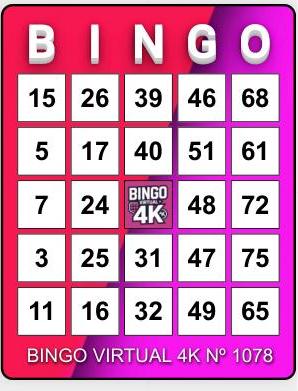 B I N G O
15 26 39 46 68
5 17 40 51 61
7 24 BINGO VIRTUAL 4K 48 72
3 25 31 47 75
11 16 32 49 65
BINGO VIRTUAL 4K Nº 1078